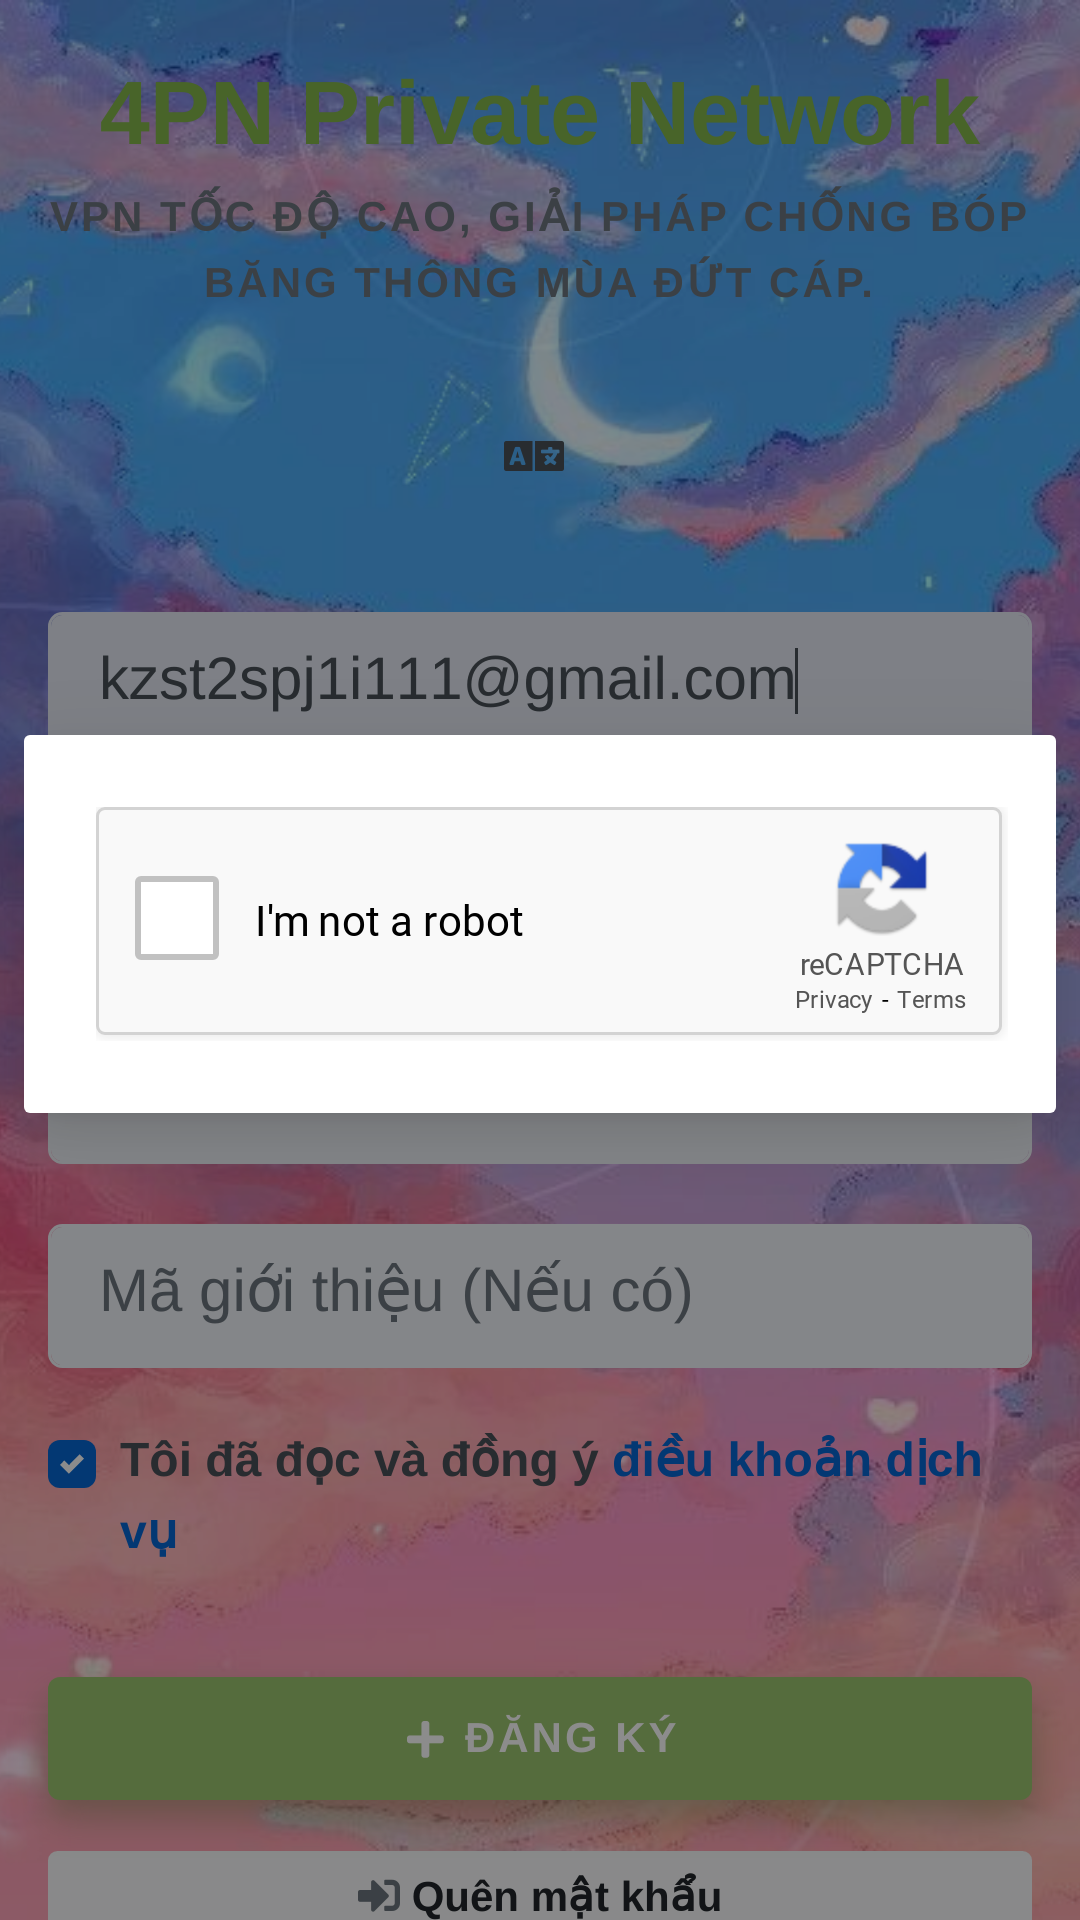 4PN Private Network
VPN TỐC ĐỘ CAO, GIẢI PHÁP CHỐNG BÓP
BĂNG THÔNG MÙA ĐỨT CÁP.
kzst2spj1i111@gmail.com
I'm not a robot
reCAPTCHA
Privacy - Terms
Mã giới thiệu (Nếu có)
Tôi đã đọc và đồng ý điều khoản dịch
vụ
ĐĂNG KÝ
Quên mật khẩu